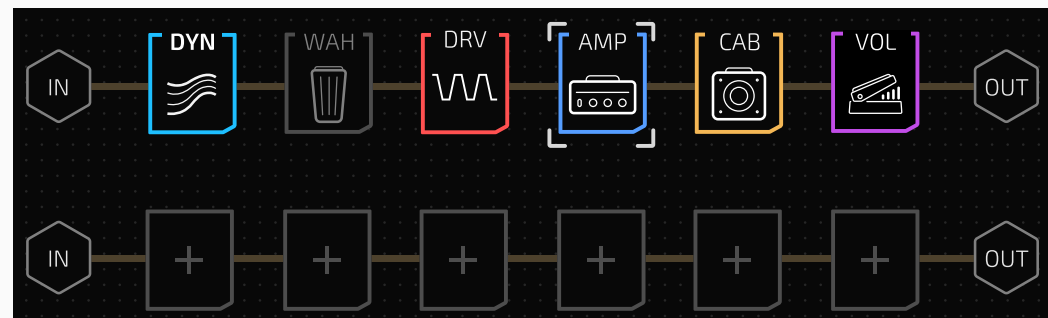 IN DYN WAH DRV AMP CAB VOL OUT
IN + + + + + + OUT